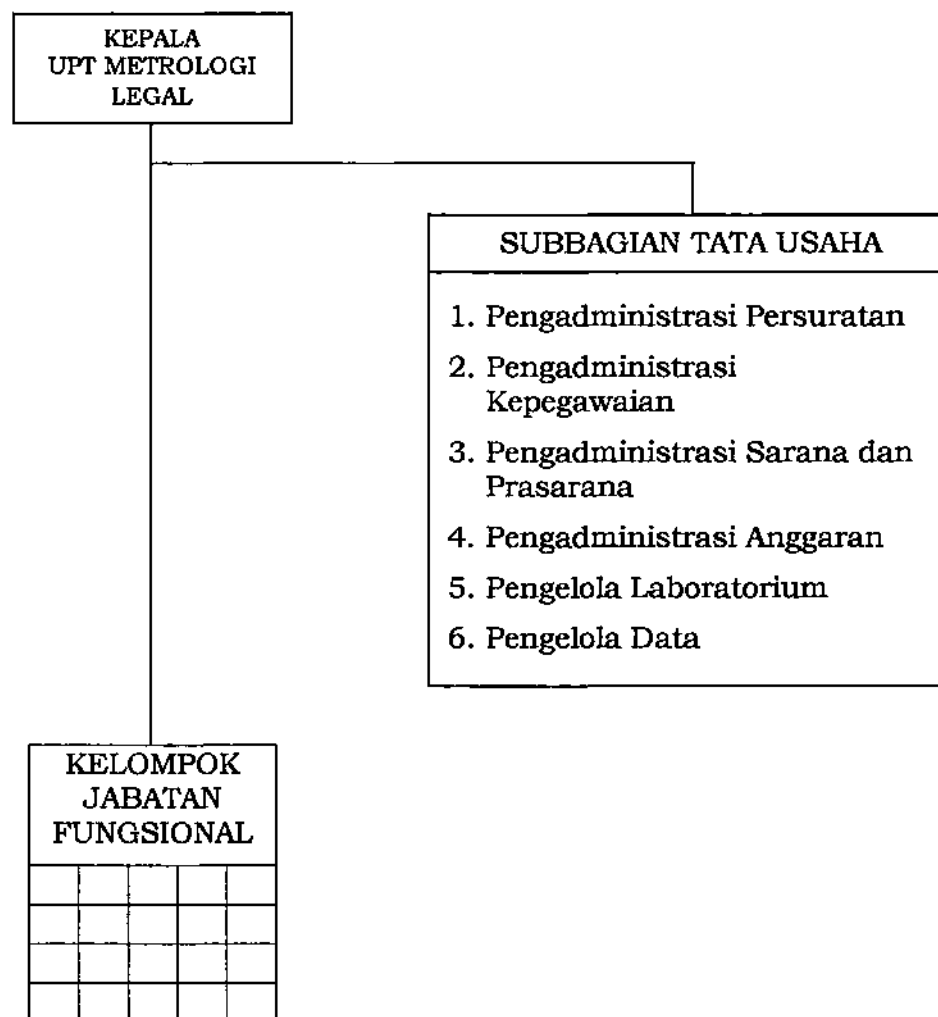 KEPALA
UPT METROLOGI
LEGAL
SUBBAGIAN TATA USAHA
1. Pengadministrasi Persuratan
2. Pengadministrasi
Kepegawaian
3. Pengadministrasi Sarana dan
Prasarana
4. Pengadministrasi Anggaran
5. Pengelola Laboratorium
6. Pengelola Data
KELOMPOK
JABATAN
FUNGSIONAL